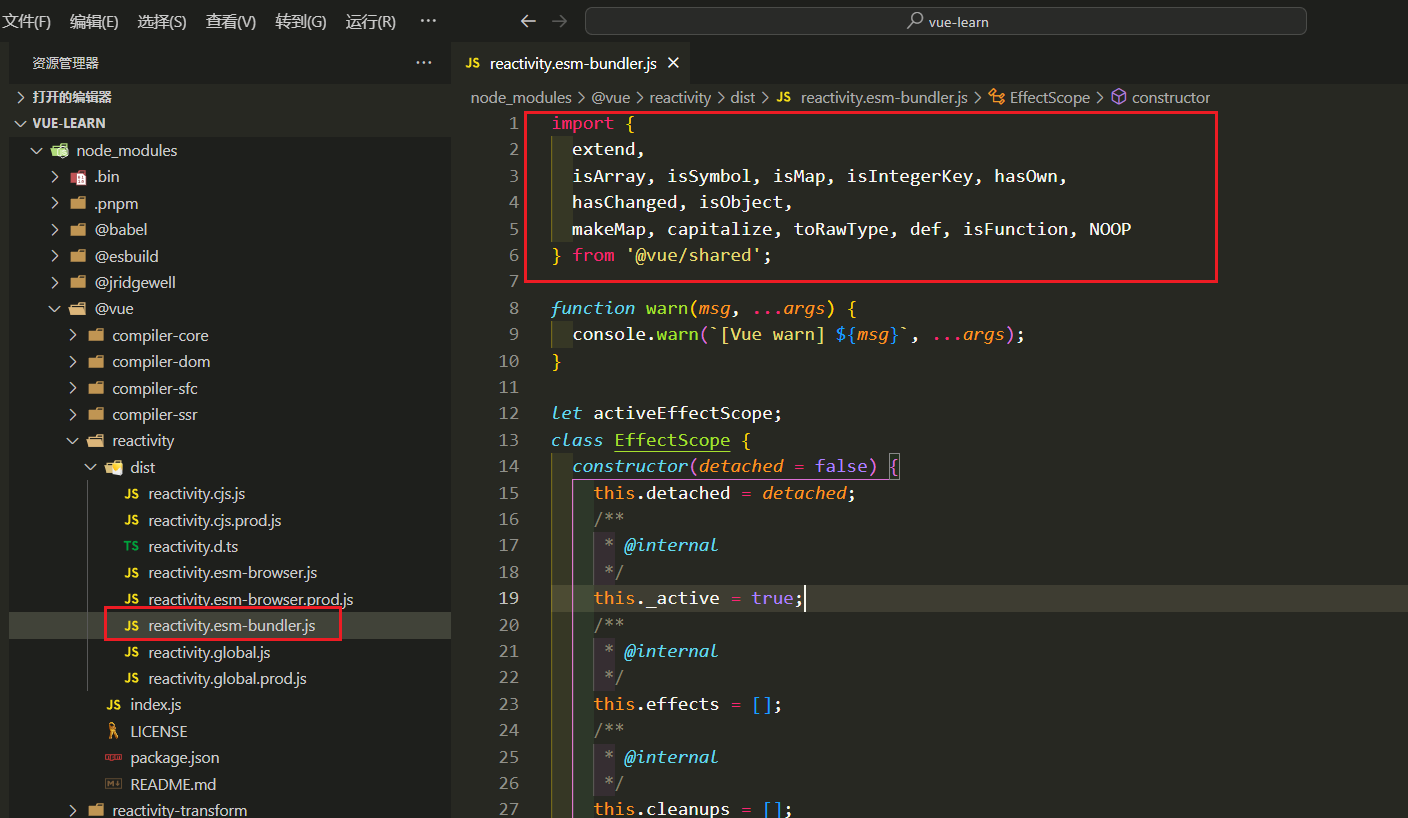 文件(F) 编辑(E) 选择(S) 查看(V) 转到(G) 运行(R) ··· ← → vue-learn
资源管理器 ···
打开的编辑器
VUE-LEARN
node_modules
.bin
.pnpm
@babel
@esbuild
@jridgewell
@vue
compiler-core
compiler-dom
compiler-sfc
compiler-ssr
reactivity
dist
JS reactivity.cjs.js
JS reactivity.cjs.prod.js
TS reactivity.d.ts
JS reactivity.esm-browser.js
JS reactivity.esm-browser.prod.js
JS reactivity.esm-bundler.js
JS reactivity.global.js
JS reactivity.global.prod.js
JS index.js
LICENSE
package.json
README.md
reactivity-transform
JS reactivity.esm-bundler.js ×
node_modules > @vue > reactivity > dist > JS reactivity.esm-bundler.js > EffectScope > constructor
1 import {
2 extend,
3 isArray, isSymbol, isMap, isIntegerKey, hasOwn,
4 hasChanged, isObject,
5 makeMap, capitalize, toRawType, def, isFunction, NOOP
6 } from '@vue/shared';
7
8 function warn(msg, ...args) {
9 console.warn(`[Vue warn] ${msg}`, ...args);
10 }
11
12 let activeEffectScope;
13 class EffectScope {
14 constructor(detached = false) {
15 this.detached = detached;
16 /**
17 * @internal
18 */
19 this._active = true;
20 /**
21 * @internal
22 */
23 this.effects = [];
24 /**
25 * @internal
26 */
27 this.cleanups = [];